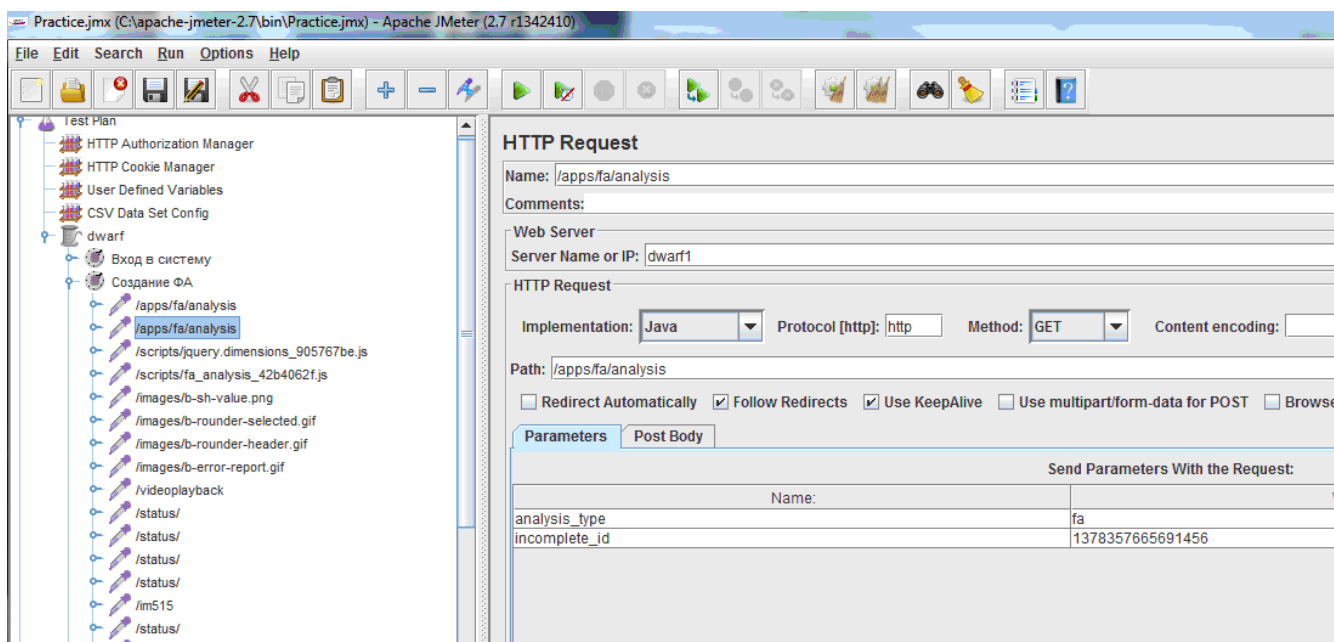 Practice.jmx (C:\apache-jmeter-2.7\bin\Practice.jmx) - Apache JMeter (2.7 r1342410)
File Edit Search Run Options Help
Test Plan
HTTP Authorization Manager
HTTP Cookie Manager
User Defined Variables
CSV Data Set Config
dwarf
Вход в систему
Создание ФА
/apps/fa/analysis
/apps/fa/analysis
/scripts/jquery.dimensions_905767be.js
/scripts/fa_analysis_42b4062f.js
/images/b-sh-value.png
/images/b-rounder-selected.gif
/images/b-rounder-header.gif
/images/b-error-report.gif
/videoplayback
/status/
/status/
/status/
/status/
/im515
/status/
HTTP Request
Name: /apps/fa/analysis
Comments:
Web Server
Server Name or IP: dwarf1
HTTP Request
Implementation: Java Protocol [http]: http Method: GET Content encoding:
Path: /apps/fa/analysis
Redirect Automatically Follow Redirects Use KeepAlive Use multipart/form-data for POST Browse
Parameters Post Body
Send Parameters With the Request:
Name:
analysis_type fa
incomplete_id 1378357665691456